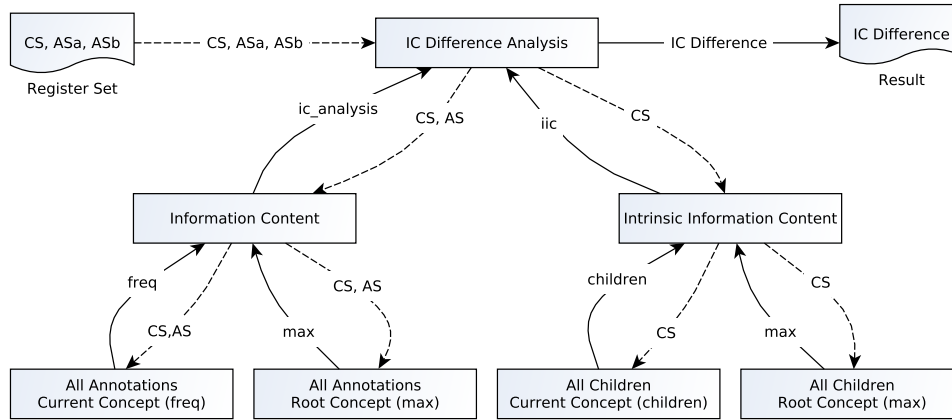 CS, ASa, ASb
Register Set
CS, ASa, ASb
IC Difference Analysis
IC Difference
IC Difference
Result
ic_analysis
CS, AS
iic
CS
Information Content
Intrinsic Information Content
freq
CS,AS
max
CS, AS
children
CS
max
CS
All Annotations
Current Concept (freq)
All Annotations
Root Concept (max)
All Children
Current Concept (children)
All Children
Root Concept (max)